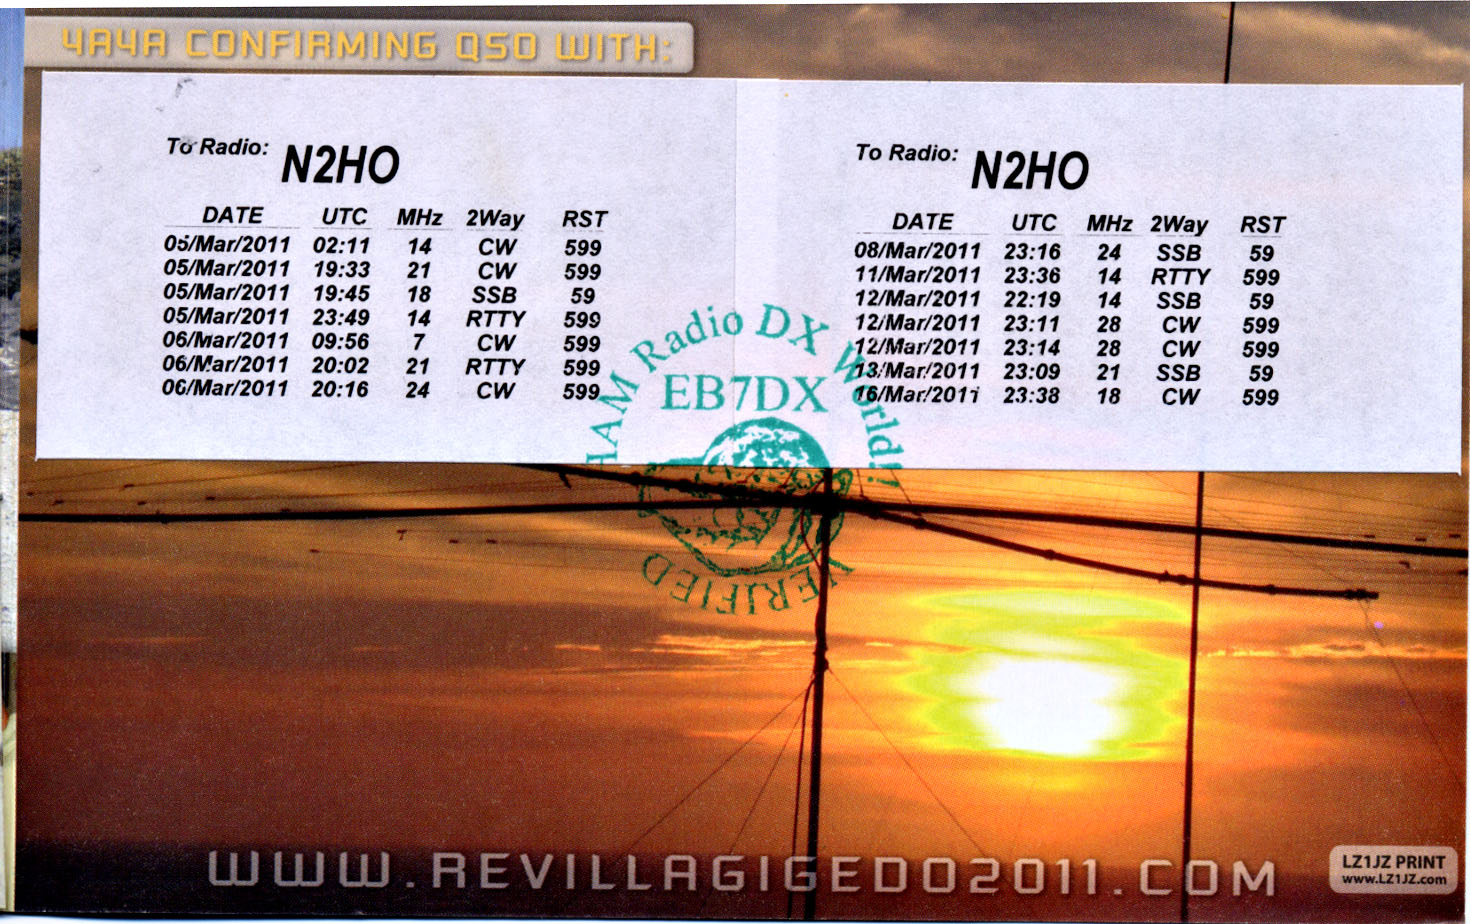 4A4A CONFIRMING QSO WITH:
To Radio: N2HO
DATE UTC MHz 2Way RST
05/Mar/2011 02:11 14 CW 599
05/Mar/2011 19:33 21 CW 599
05/Mar/2011 19:45 18 SSB 59
05/Mar/2011 23:49 14 RTTY 599
06/Mar/2011 09:56 7 CW 599
06/Mar/2011 20:02 21 RTTY 599
06/Mar/2011 20:16 24 CW 599
To Radio: N2HO
DATE UTC MHz 2Way RST
08/Mar/2011 23:16 24 SSB 59
11/Mar/2011 23:36 14 RTTY 599
12/Mar/2011 22:19 14 SSB 59
12/Mar/2011 23:11 28 CW 599
12/Mar/2011 23:14 28 CW 599
13/Mar/2011 23:09 21 SSB 59
16/Mar/2011 23:38 18 CW 599
HAM Radio DX World!
EB7DX
VERIFIED
WWW.REVILLAGIGEDO2011.COM
LZ1JZ PRINT
www.LZ1JZ.com